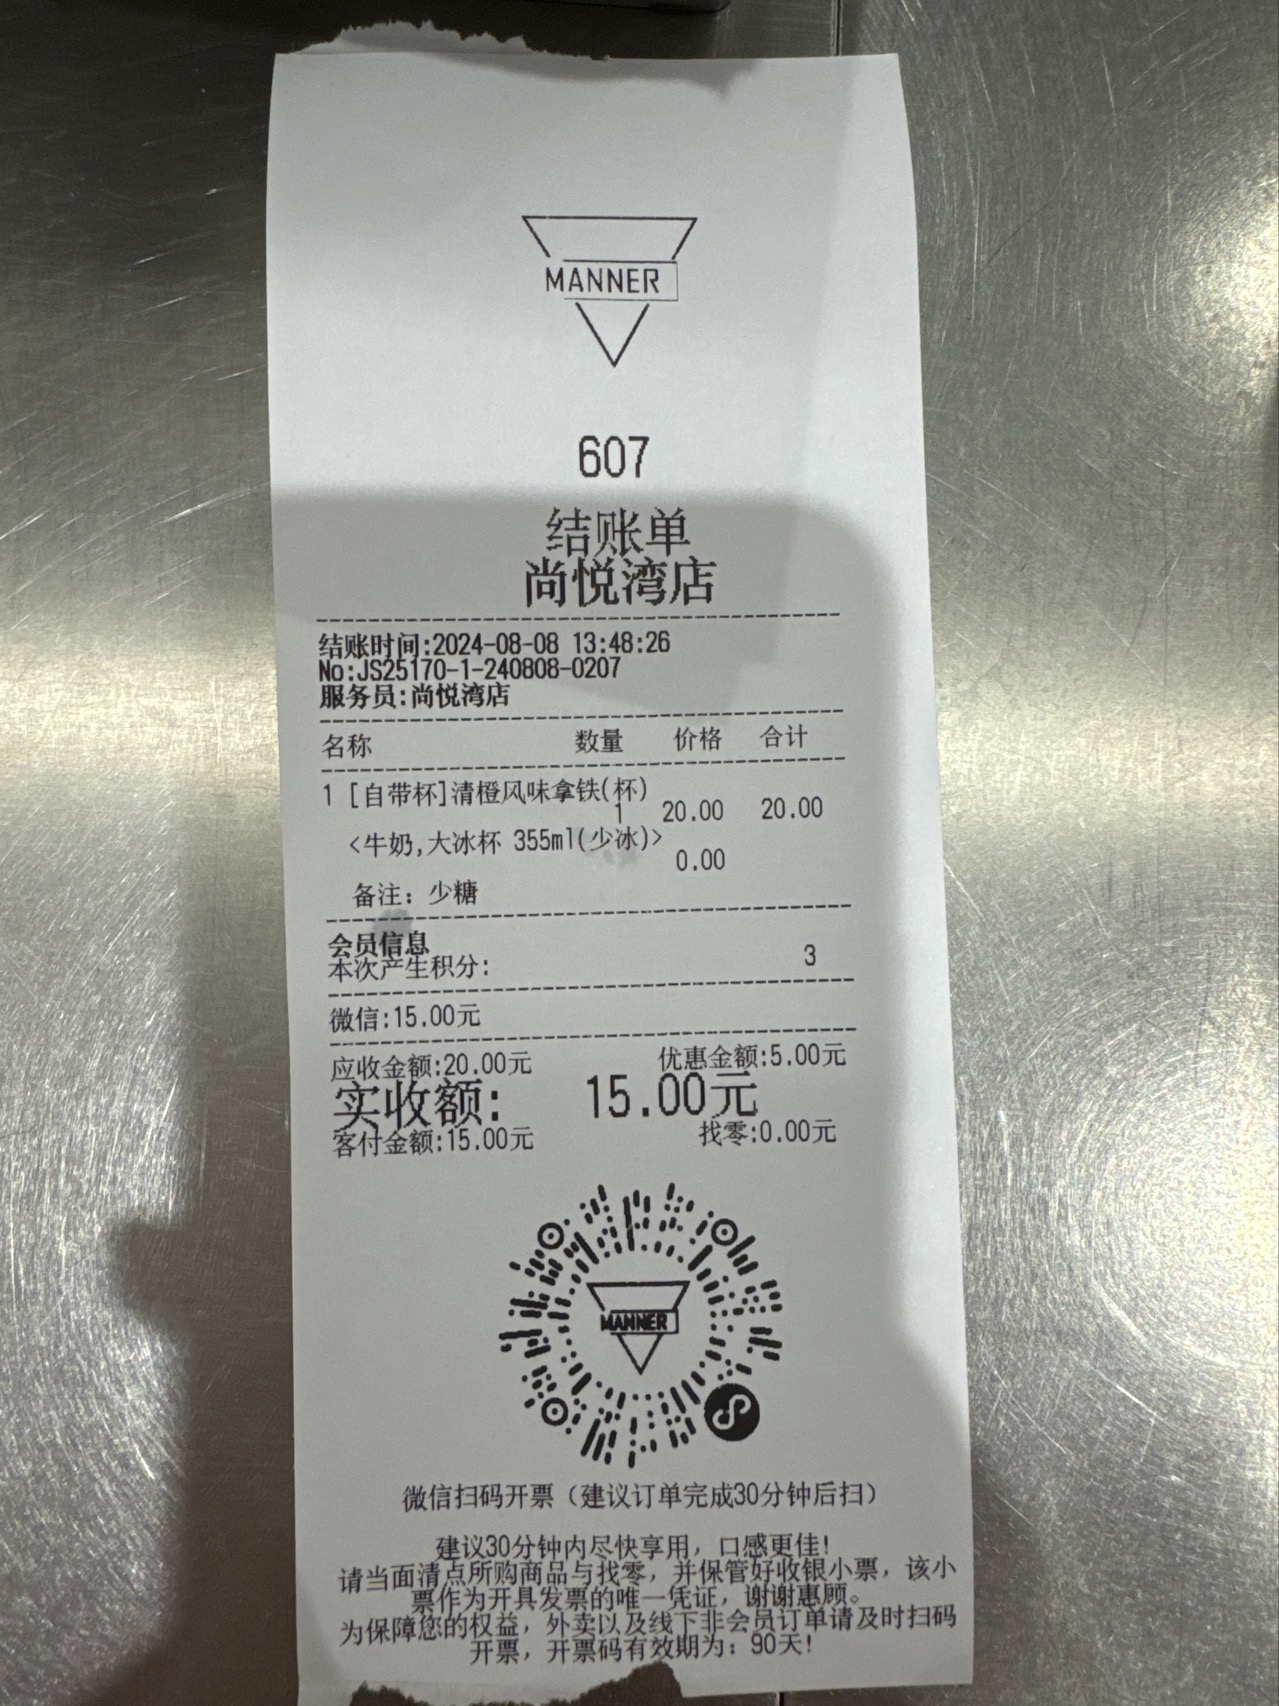 MANNER
607
结账单
尚悦湾店
结账时间:2024-08-08 13:48:26
No:JS25170-1-240808-0207
服务员:尚悦湾店
名称 数量 价格 合计
1 [自带杯]清橙风味拿铁(杯)
1 20.00 20.00
<牛奶,大冰杯 355ml(少冰)>
0.00
备注: 少糖
会员信息
本次产生积分: 3
微信:15.00元
应收金额:20.00元 优惠金额:5.00元
实收额: 15.00元
客付金额:15.00元 找零:0.00元
MANNER
微信扫码开票（建议订单完成30分钟后扫）
建议30分钟内尽快享用，口感更佳!
请当面清点所购商品与找零，并保管好收银小票，该小
票作为开具发票的唯一凭证，谢谢惠顾。
为保障您的权益，外卖以及线下非会员订单请及时扫码
开票，开票码有效期为: 90天!